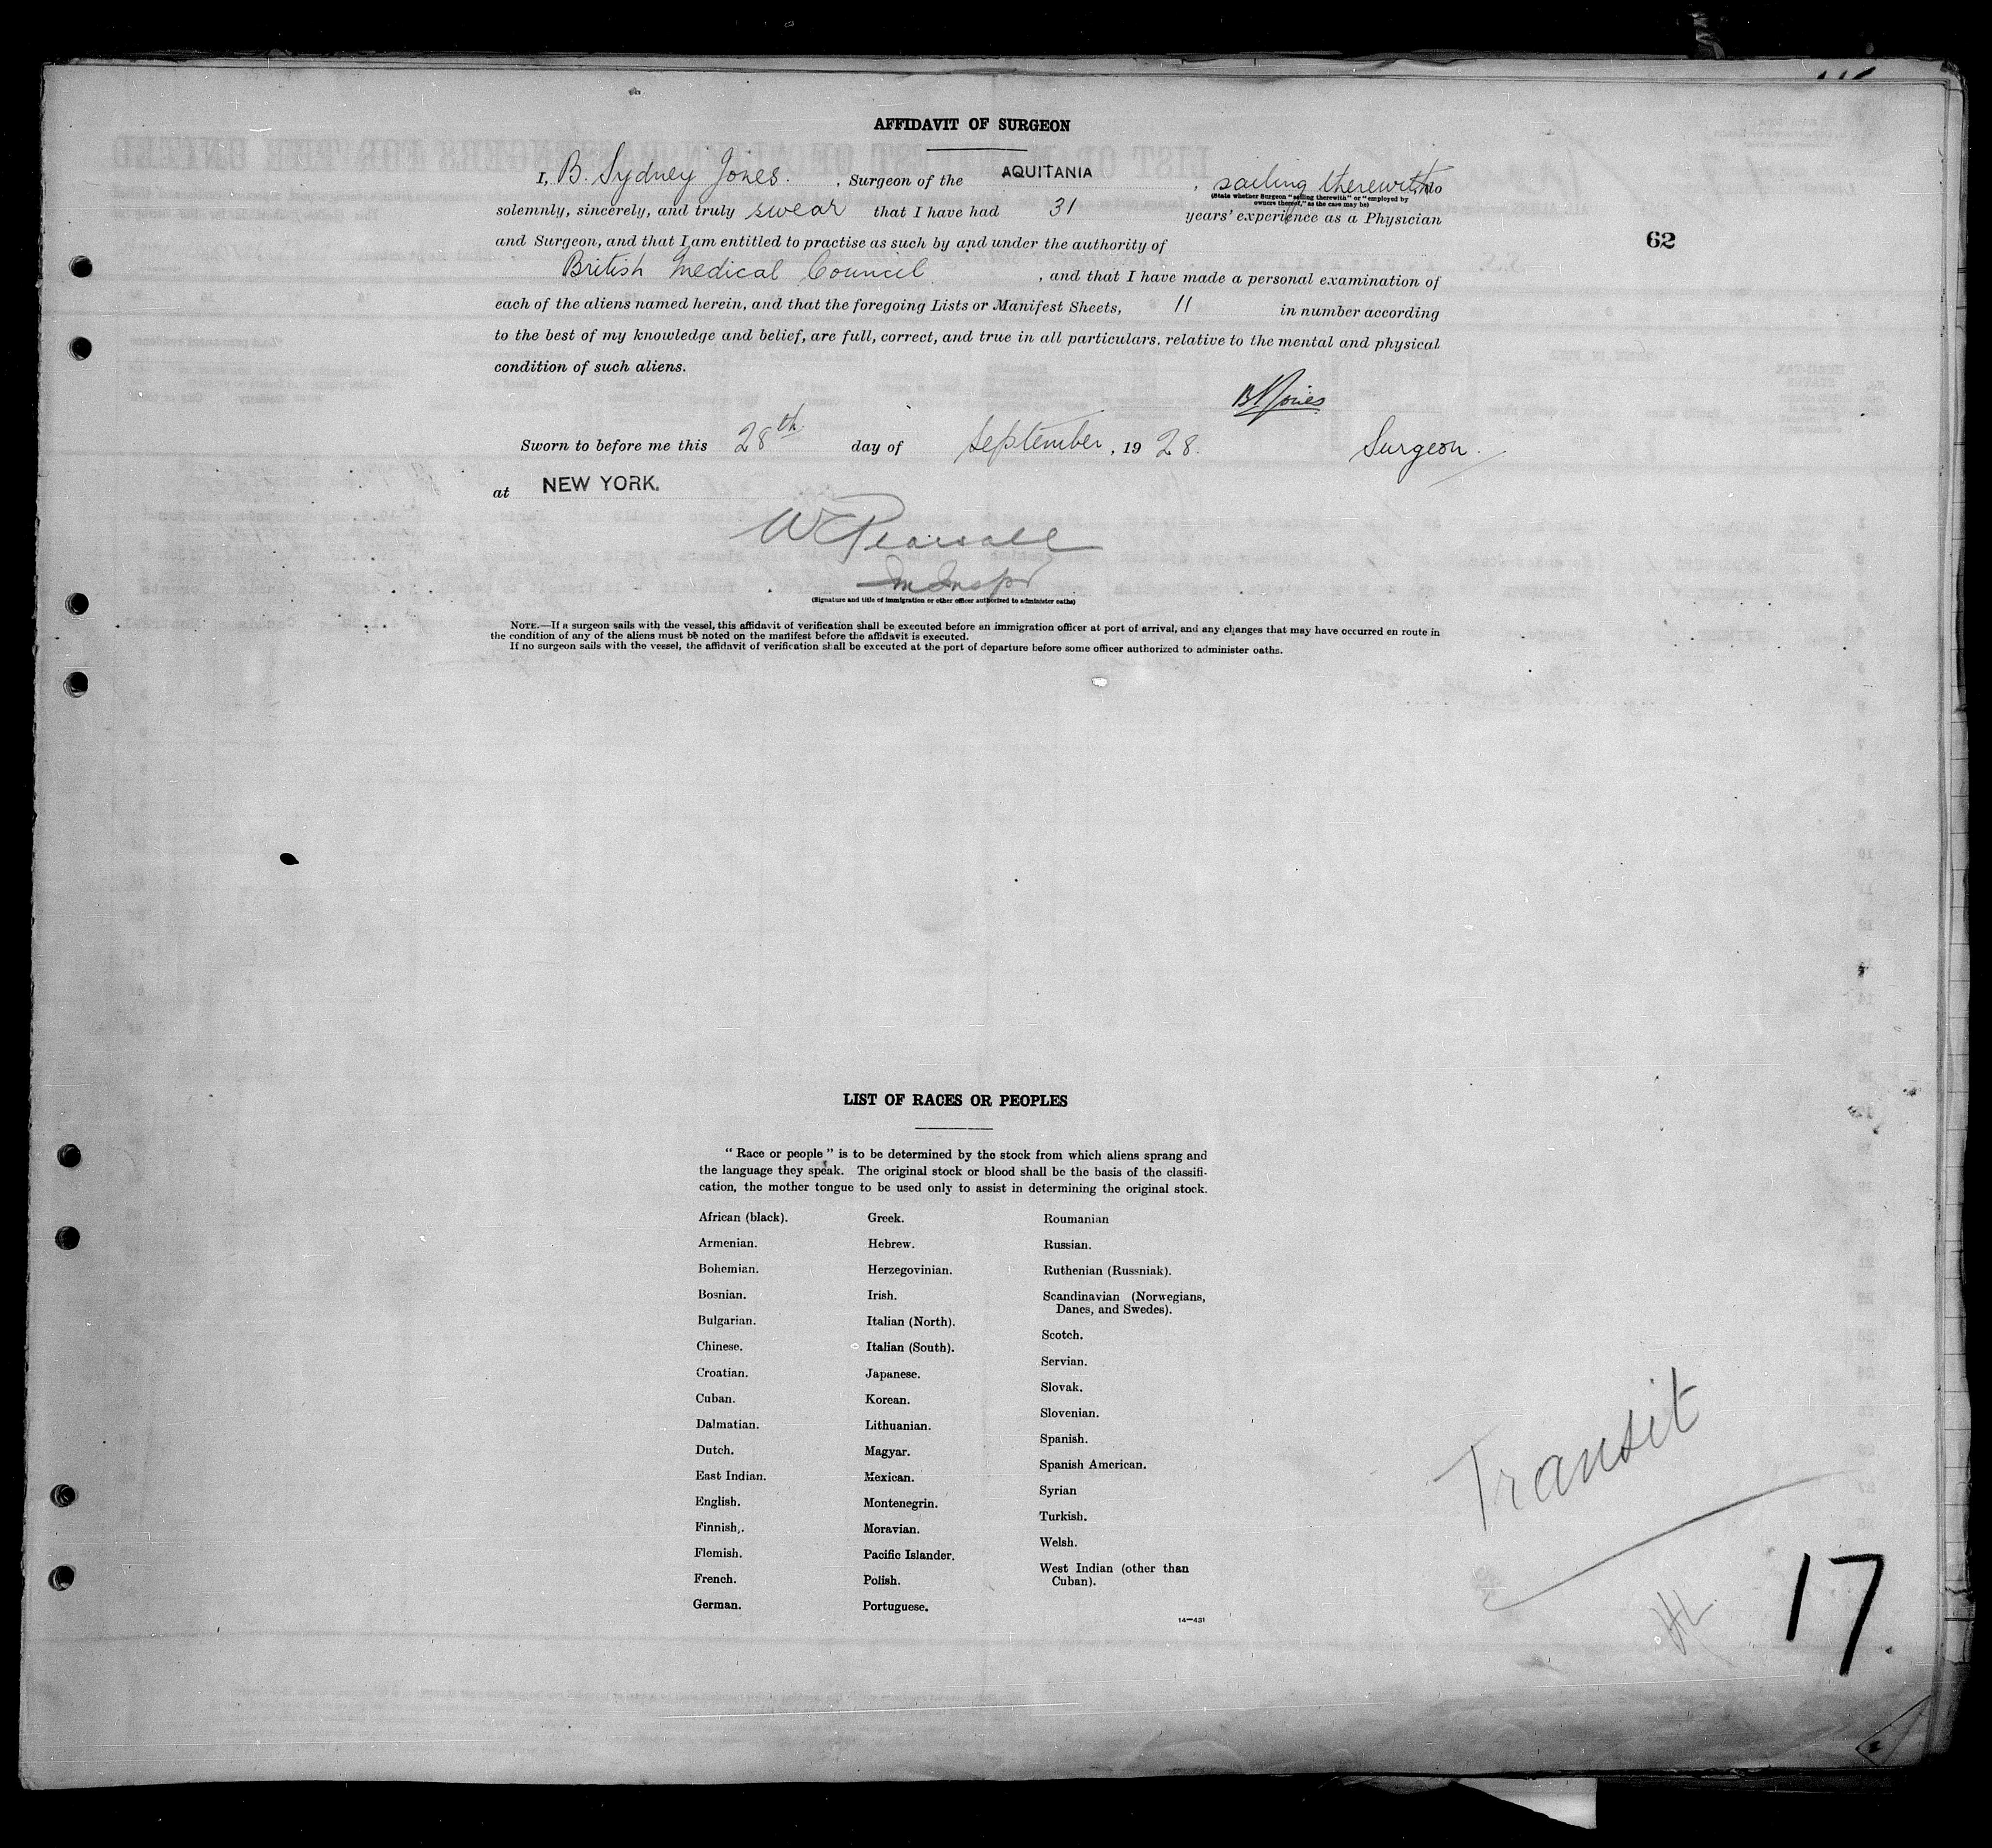 AFFIDAVIT OF SURGEON
I, B. Sydney Jones. , Surgeon of the AQUITANIA , sailing therewith, do
(State whether Surgeon "sailing therewith" or "employed by
owners thereof," as the case may be)
solemnly, sincerely, and truly swear that I have had 31 years' experience as a Physician
and Surgeon, and that I am entitled to practise as such by and under the authority of
62
British Medical Council , and that I have made a personal examination of
each of the aliens named herein, and that the foregoing Lists or Manifest Sheets, 11 in number according
to the best of my knowledge and belief, are full, correct, and true in all particulars, relative to the mental and physical
condition of such aliens.
BSJones
Sworn to before me this 28th day of September, 1928. Surgeon.
at NEW YORK.
W Pearsall
Im Inspr
(Signature and title of immigration or other officer authorized to administer oaths)
NOTE.—If a surgeon sails with the vessel, this affidavit of verification shall be executed before an immigration officer at port of arrival, and any changes that may have occurred en route in
the condition of any of the aliens must be noted on the manifest before the affidavit is executed.
If no surgeon sails with the vessel, the affidavit of verification shall be executed at the port of departure before some officer authorized to administer oaths.
LIST OF RACES OR PEOPLES
"Race or people" is to be determined by the stock from which aliens sprang and
the language they speak. The original stock or blood shall be the basis of the classifi-
cation, the mother tongue to be used only to assist in determining the original stock.
African (black).
Armenian.
Bohemian.
Bosnian.
Bulgarian.
Chinese.
Croatian.
Cuban.
Dalmatian.
Dutch.
East Indian.
English.
Finnish.
Flemish.
French.
German.
Greek.
Hebrew.
Herzegovinian.
Irish.
Italian (North).
Italian (South).
Japanese.
Korean.
Lithuanian.
Magyar.
Mexican.
Montenegrin.
Moravian.
Pacific Islander.
Polish.
Portuguese.
Roumanian
Russian.
Ruthenian (Russniak).
Scandinavian (Norwegians,
Danes, and Swedes).
Scotch.
Servian.
Slovak.
Slovenian.
Spanish.
Spanish American.
Syrian
Turkish.
Welsh.
West Indian (other than
Cuban).
14—431
Transit
17